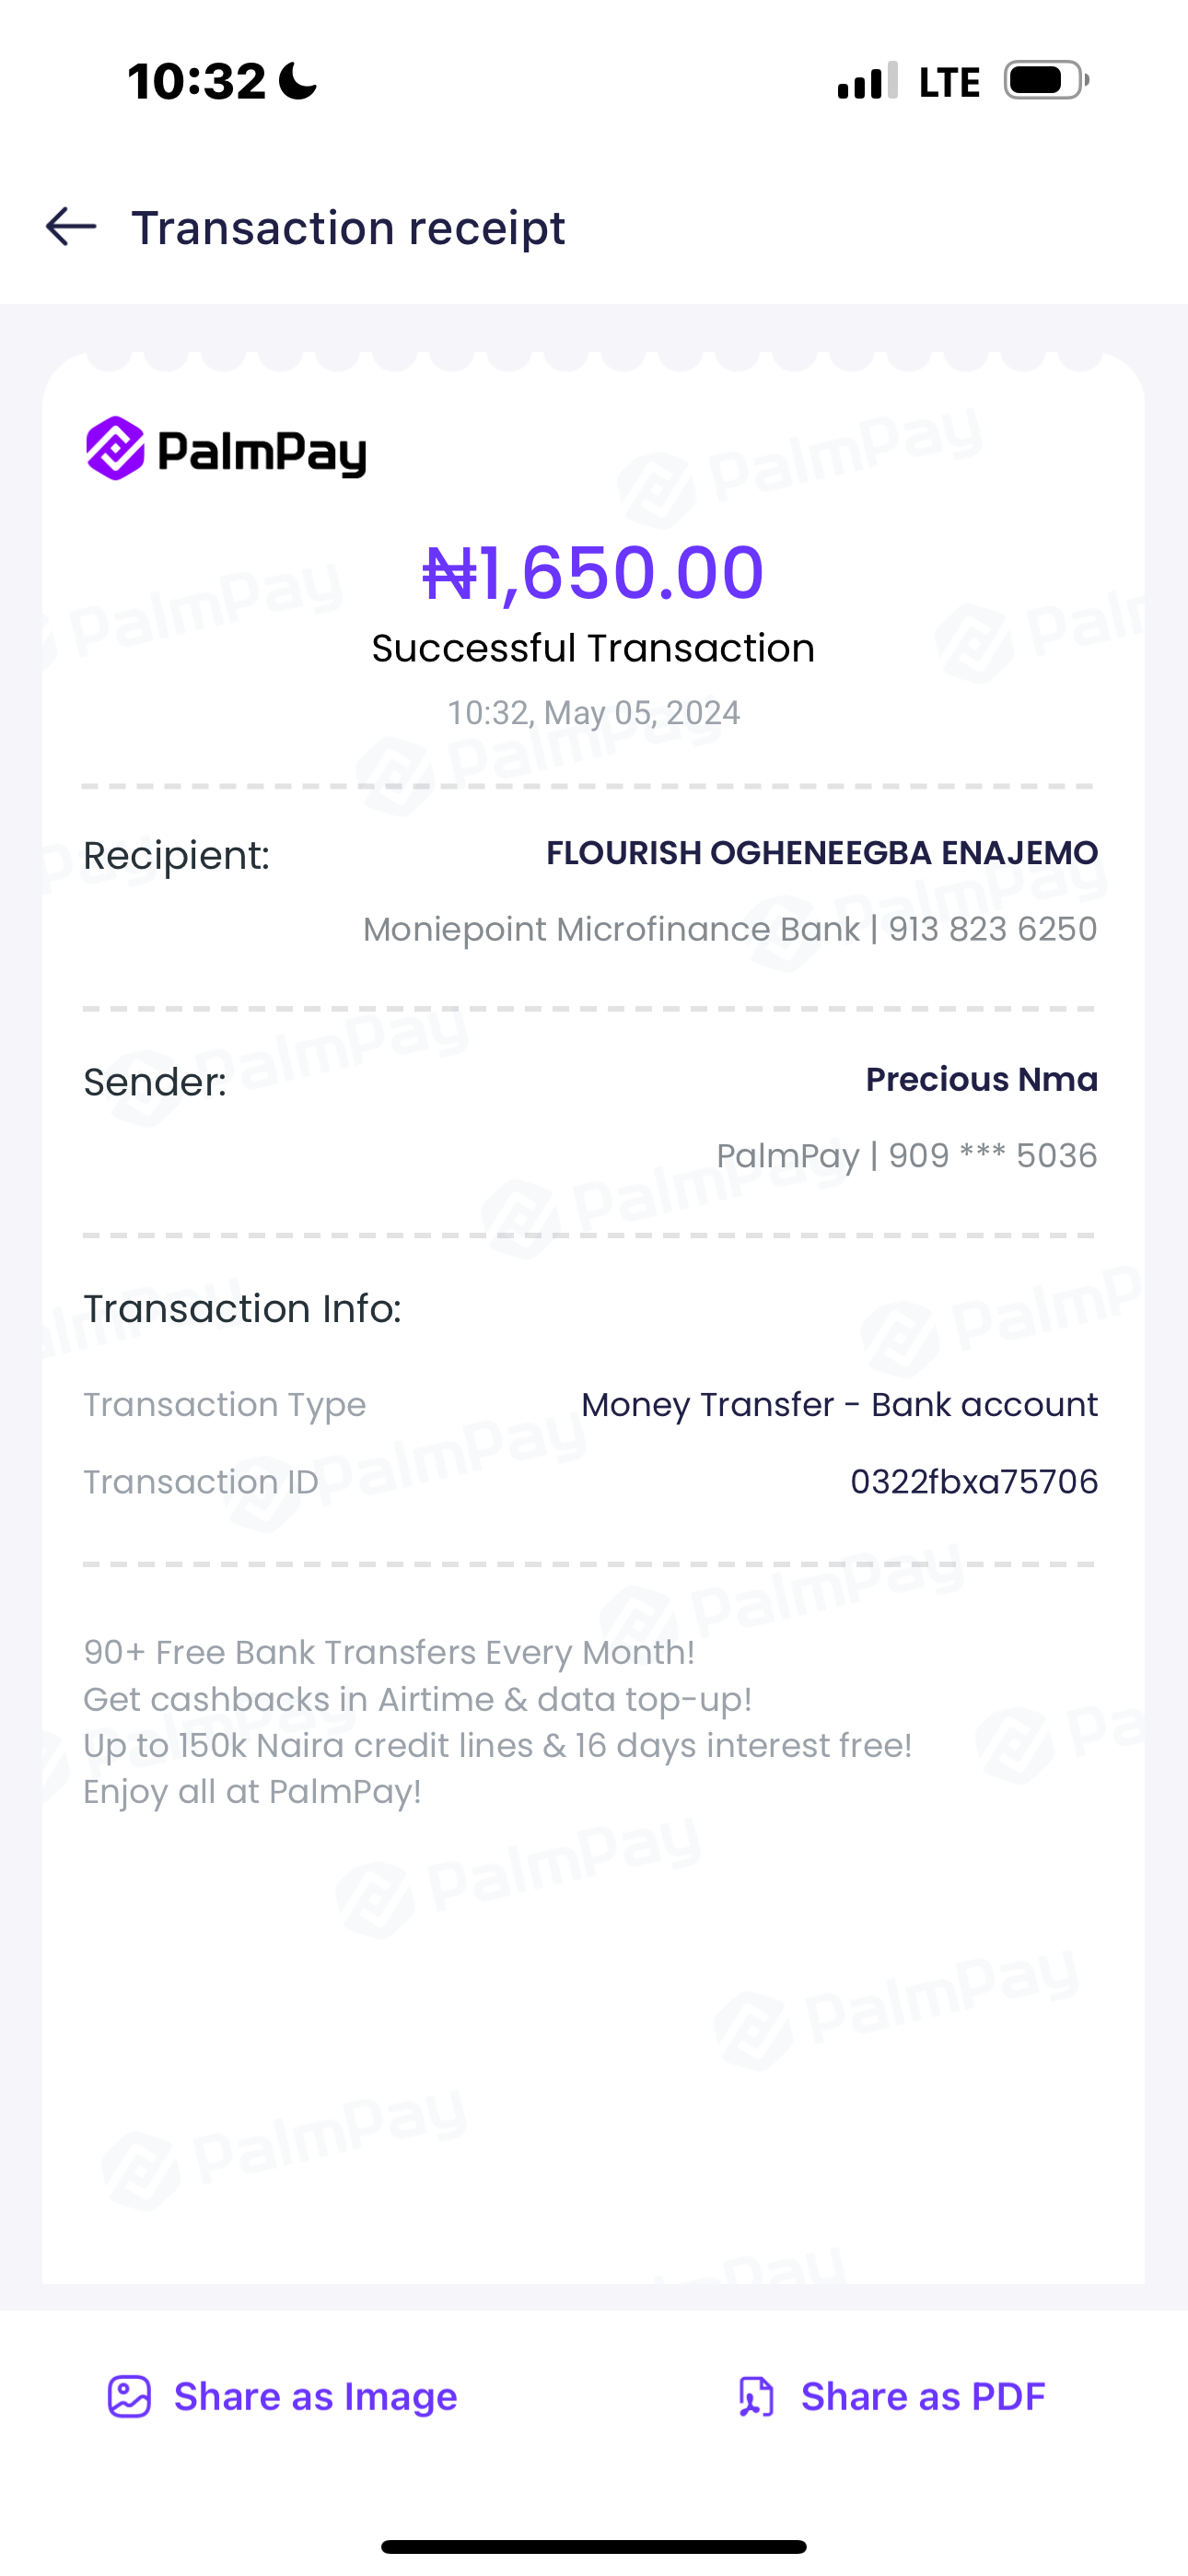 10:32 LTE
Transaction receipt
PalmPay
₦1,650.00
Successful Transaction
10:32, May 05, 2024
Recipient: FLOURISH OGHENEEGBA ENAJEMO
Moniepoint Microfinance Bank | 913 823 6250
Sender: Precious Nma
PalmPay | 909 *** 5036
Transaction Info:
Transaction Type Money Transfer - Bank account
Transaction ID 0322fbxa75706
90+ Free Bank Transfers Every Month!
Get cashbacks in Airtime & data top-up!
Up to 150k Naira credit lines & 16 days interest free!
Enjoy all at PalmPay!
Share as Image Share as PDF